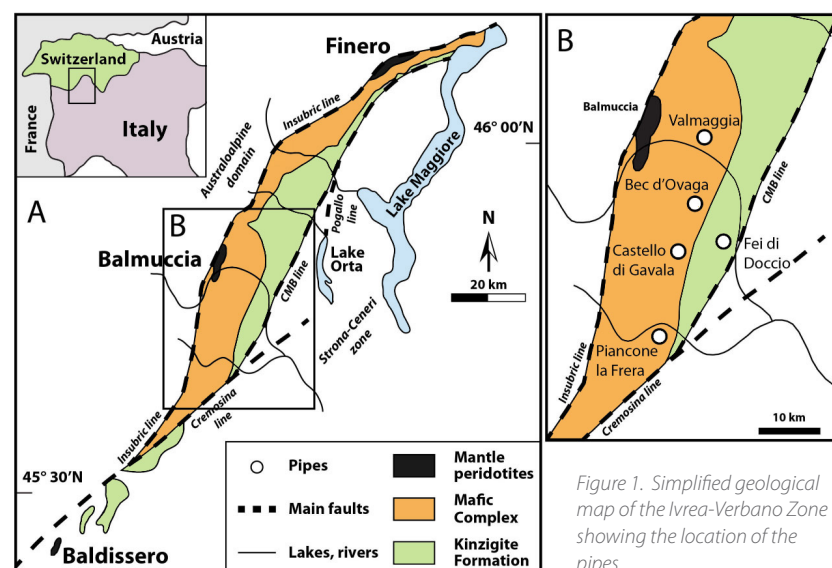 Austria
Switzerland
France
Italy
A
Finero
Insubric line
46° 00’N
Australoalpine
domain
Lake Maggiore
Pogallo
line
B
N
Balmuccia
Lake
Orta
20 km
CMB line
Strona-Ceneri
zone
Insubric line
Cremosina
line
45° 30’N
Baldissero
Pipes
Main faults
Lakes, rivers
Mantle
peridotites
Mafic
Complex
Kinzigite
Formation
B
Balmuccia
Valmaggia
Bec d’Ovaga
CMB line
Castello
di Gavala
Fei di
Doccio
Piancone
la Frera
Insubric line
Cremosina line
10 km
Figure 1. Simplified geological
map of the Ivrea-Verbano Zone
showing the location of the
pipes